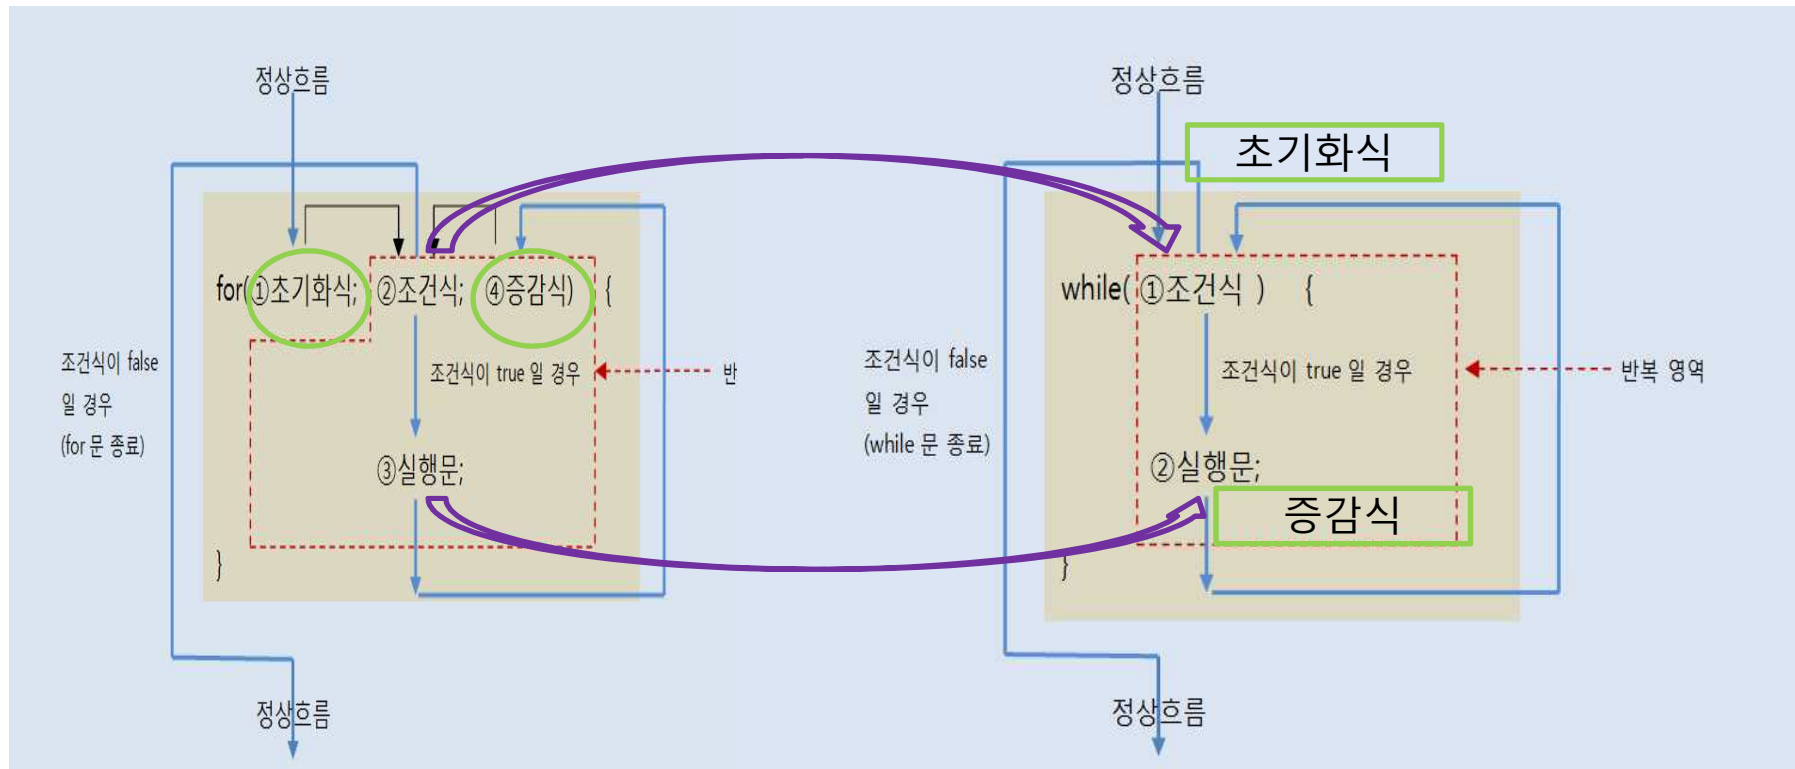 정상흐름
for(①초기화식; ②조건식; ④증감식) {
조건식이 true 일 경우
반
조건식이 false
일 경우
(for 문 종료)
③실행문;
}
정상흐름
정상흐름
초기화식
while( ①조건식 ) {
조건식이 true 일 경우
반복 영역
조건식이 false
일 경우
(while 문 종료)
②실행문;
증감식
}
정상흐름